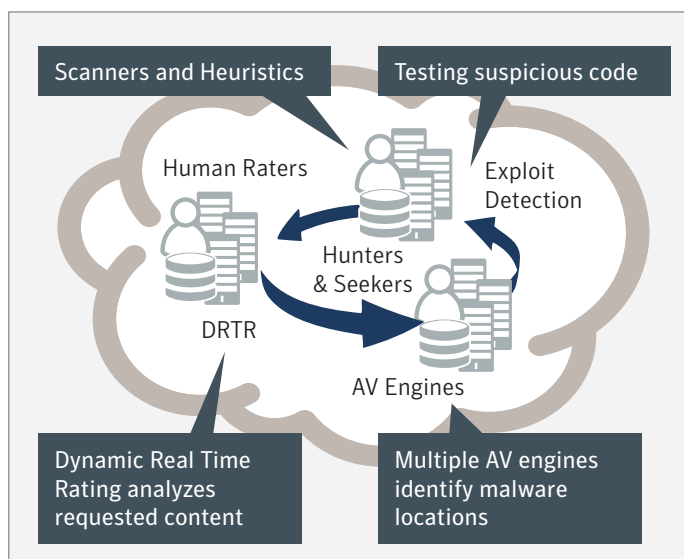 Scanners and Heuristics
Testing suspicious code
Human Raters
Exploit
Detection
Hunters
& Seekers
DRTR
AV Engines
Dynamic Real Time
Rating analyzes
requested content
Multiple AV engines
identify malware
locations